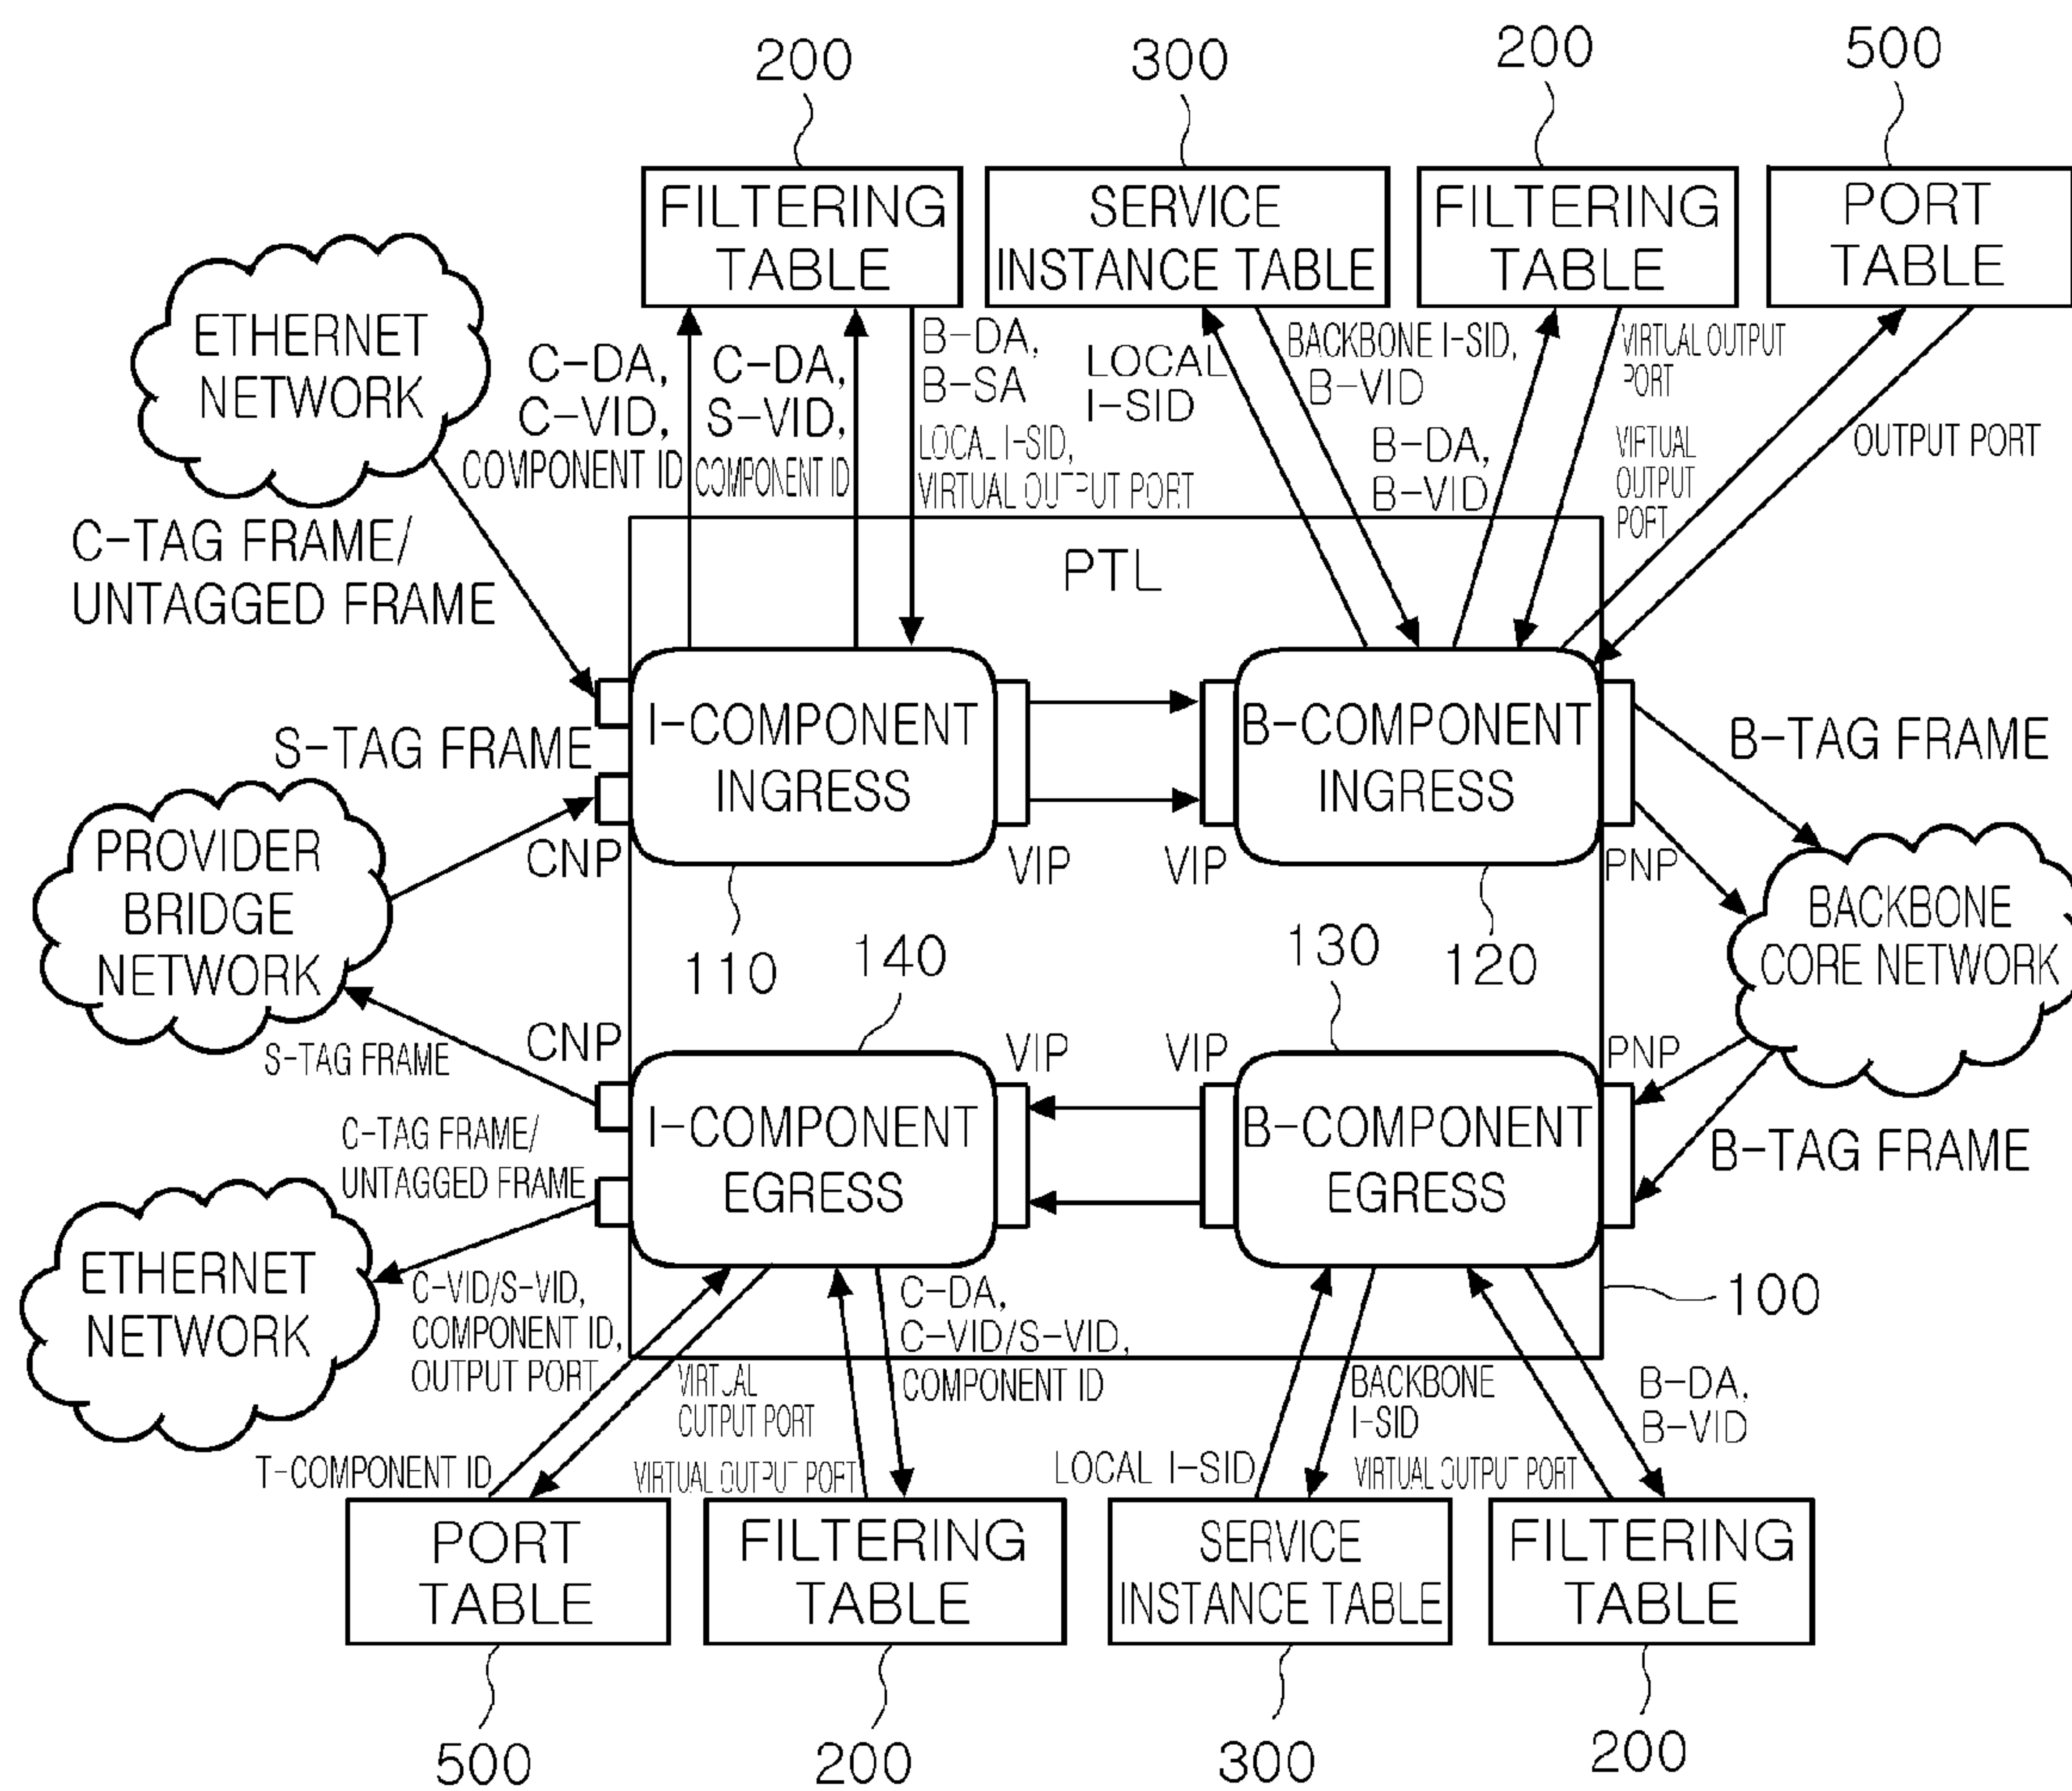 200
300
200
500
FILTERING
TABLE
SERVICE
INSTANCE TABLE
FILTERING
TABLE
PORT
TABLE
ETHERNET
NETWORK
C-DA,
C-VID,
COMPONENT ID
C-DA,
S-VID,
COMPONENT ID
B-DA,
B-SA
LOCAL I-SID,
VIRTUAL OUTPUT PORT
LOCAL
I-SID
BACKBONE I-SID,
B-VID
B-DA,
B-VID
VIRTUAL OUTPUT
PORT
VIRTUAL
OUTPUT
PORT
OUTPUT PORT
C-TAG FRAME/
UNTAGGED FRAME
PTL
S-TAG FRAME
I-COMPONENT
INGRESS
B-COMPONENT
INGRESS
B-TAG FRAME
PROVIDER
BRIDGE
NETWORK
CNP
VIP
VIP
PNP
BACKBONE
CORE NETWORK
110
140
130
120
S-TAG FRAME
CNP
VIP
VIP
PNP
C-TAG FRAME/
UNTAGGED FRAME
I-COMPONENT
EGRESS
B-COMPONENT
EGRESS
B-TAG FRAME
ETHERNET
NETWORK
C-VID/S-VID,
COMPONENT ID,
OUTPUT PORT
C-DA,
C-VID/S-VID,
COMPONENT ID
100
VIRTUAL
OUTPUT PORT
BACKBONE
I-SID
B-DA,
B-VID
T-COMPONENT ID
VIRTUAL OUTPUT PORT
LOCAL I-SID
VIRTUAL OUTPUT PORT
PORT
TABLE
FILTERING
TABLE
SERVICE
INSTANCE TABLE
FILTERING
TABLE
500
200
300
200